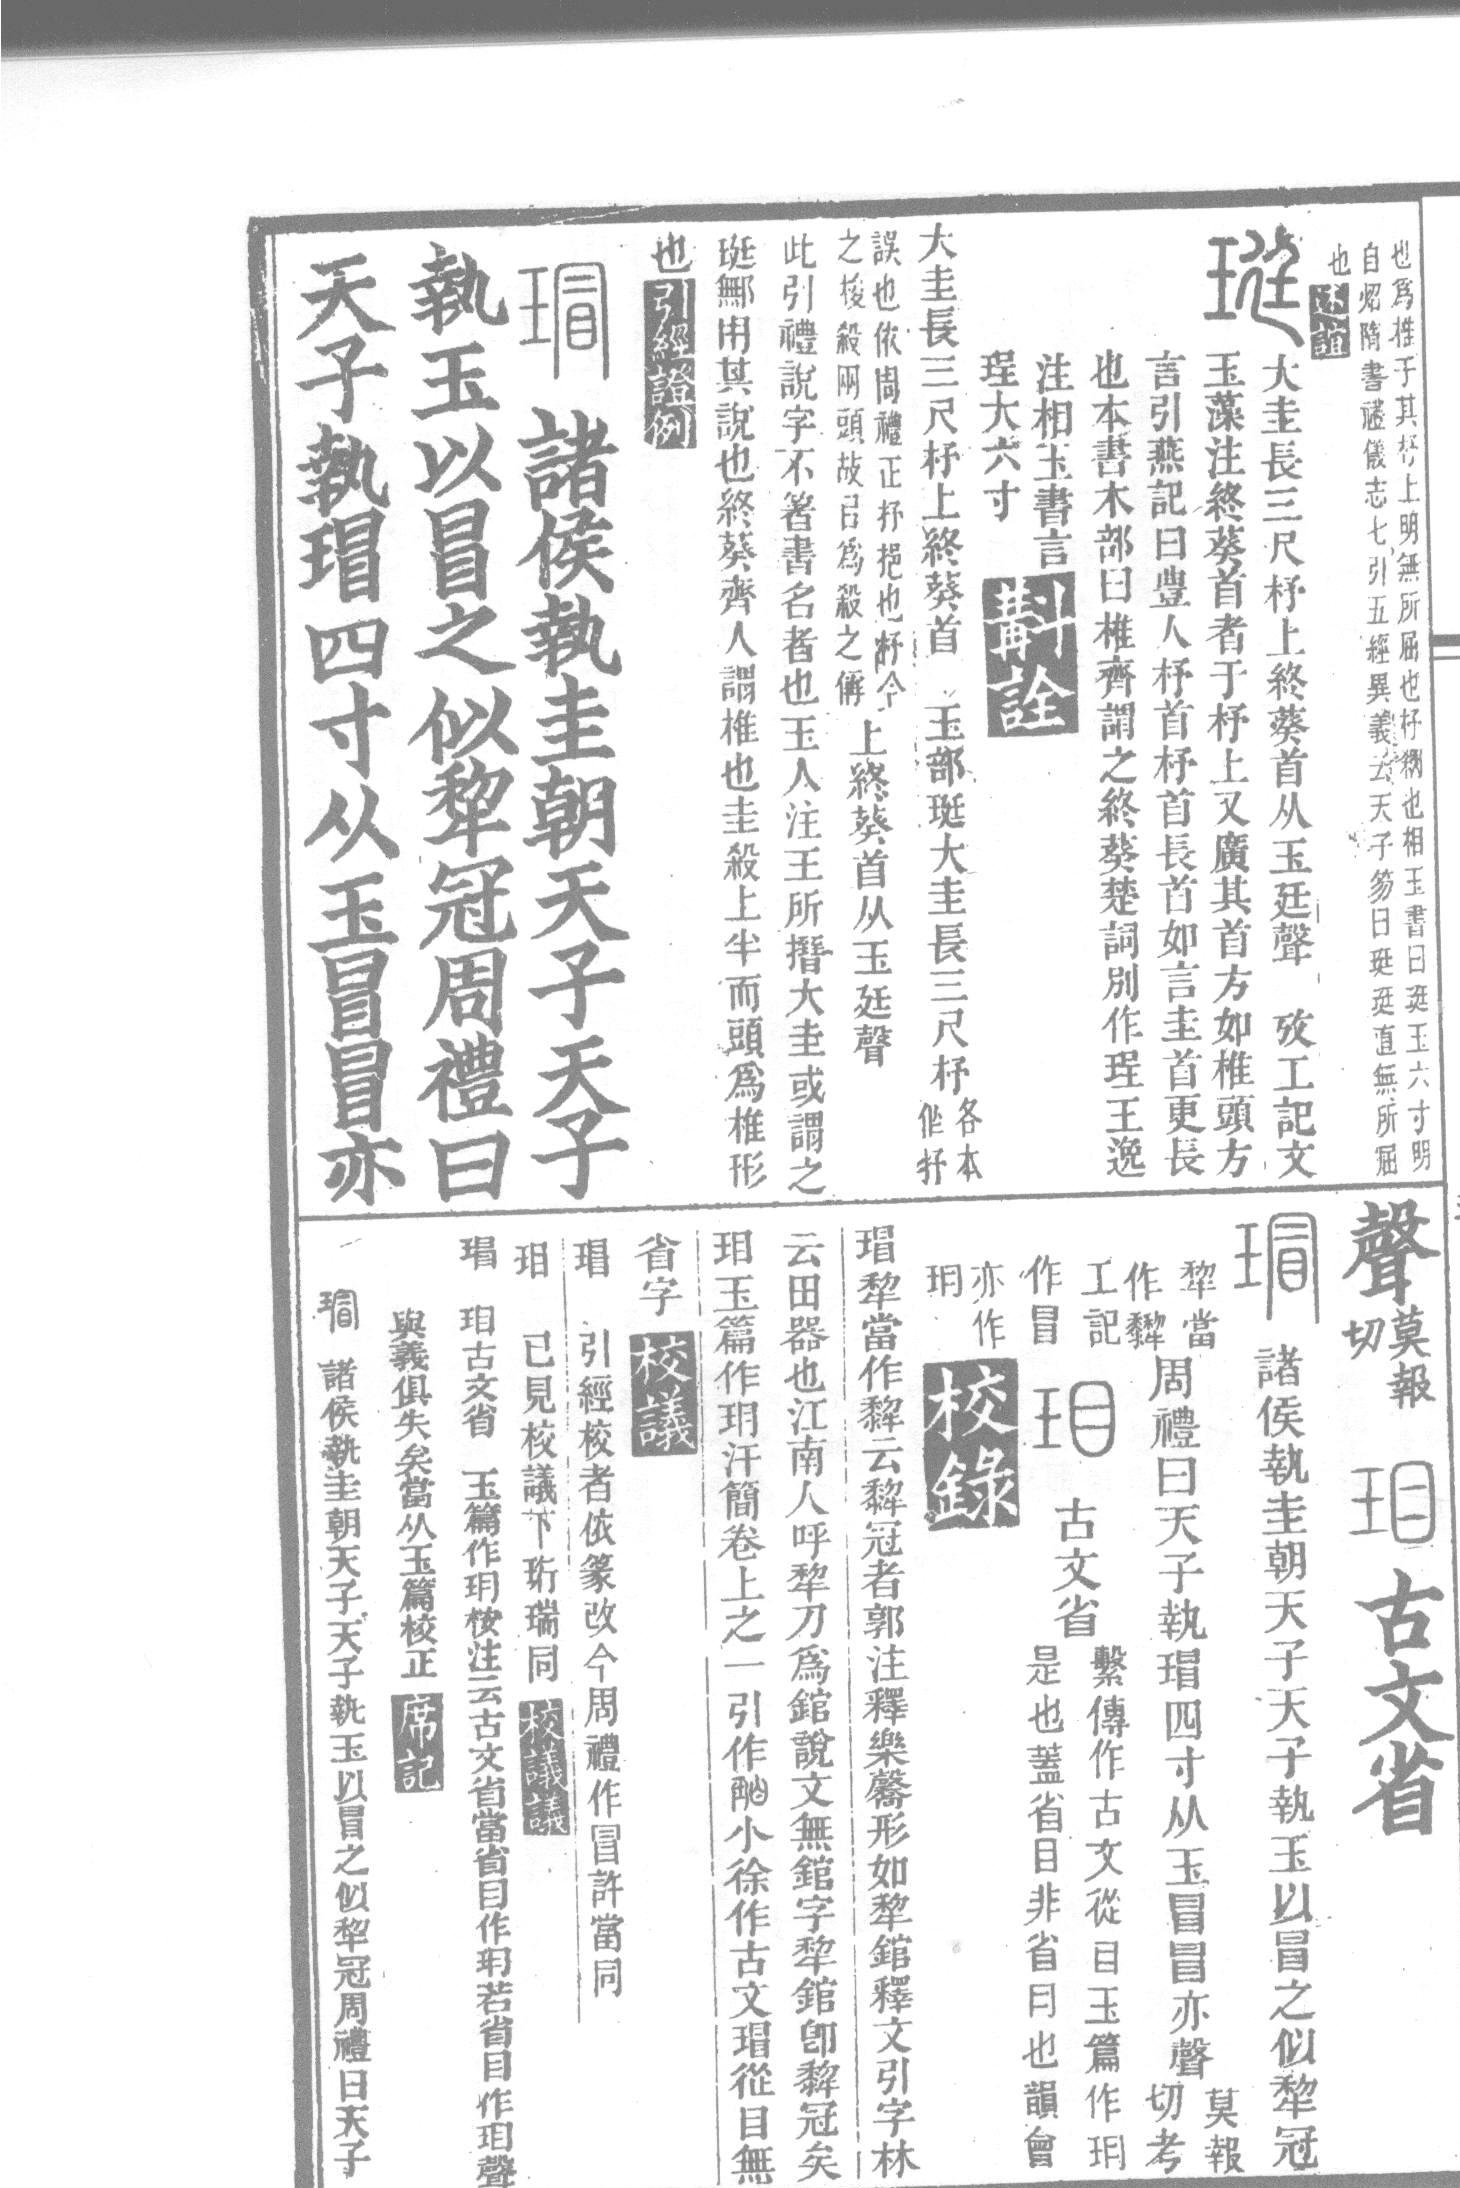 也爲椎于其杼上明無所屈也杼閷也相玉書曰珽玉六寸明
自炤隋書禮儀志七引五經異義云天子笏曰珽珽直無所屈
也述誼
珽大圭長三尺杼上終葵首从玉廷聲 攷工記文
玉藻注終葵首者于杼上又廣其首方如椎頭方
言引燕記曰豊人杼首杼首長首如言圭首更長
也本書木部曰椎齊謂之終葵楚詞別作珵王逸
注相玉書言
珵大六寸
斠詮
大圭長三尺杼上終葵首 玉部珽大圭長三尺杼各本作抒
誤也依周禮正抒挹也杼今
之梭殺兩頭故㠯爲殺之偁
上終葵首从玉廷聲
此引禮說字不箸書名者也玉人注王所搢大圭或謂之
珽鄦用其說也終葵齊人謂椎也圭殺上半而頭爲椎形
也引經證例
瑁 諸侯執圭朝天子天子
執玉以冒之似犂冠周禮曰
天子執瑁四寸从玉冒冒亦
聲莫報切 珇古文省
瑁諸侯執圭朝天子天子執玉以冒之似犂冠
犂當作犛
周禮曰天子執瑁四寸从玉冒冒亦聲莫報切考
工記作冒
古文省
繫傳作古文從目玉篇作玥
是也蓋省目非省冃也韻會
亦作玥
校錄
瑁犂當作犛云犛冠者郭注釋樂罄形如犂錧釋文引字林
云田器也江南人呼犂刀爲錧說文無錧字犂錧卽犛冠矣
珇玉篇作玥汗簡卷上之一引作小徐作古文瑁從目無
省字校議
瑁 引經校者依篆改今周禮作冒許當同
珇 已見校議下珩瑞同校議議
瑁 珇古文省 玉篇作玥桉注云古文省當省目作玥若省目作珇聲
與義俱失矣當从玉篇校正席記
瑁 諸侯執圭朝天子天子執玉以冒之似犂冠周禮曰天子